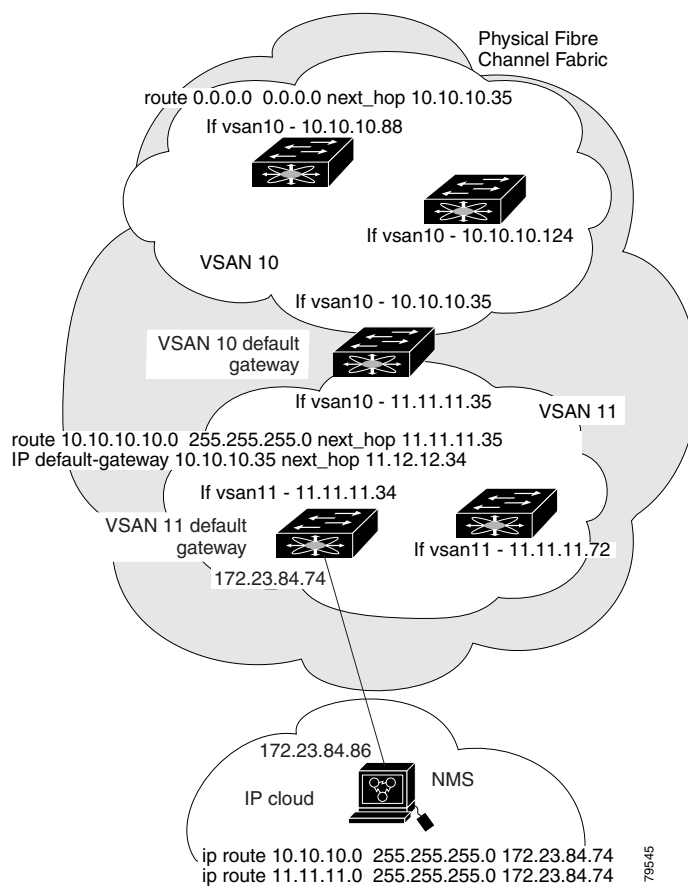 Physical Fibre
Channel Fabric
route 0.0.0.0 0.0.0.0 next_hop 10.10.10.35
If vsan10 - 10.10.10.88
If vsan10 - 10.10.10.124
VSAN 10
If vsan10 - 10.10.10.35
VSAN 10 default
gateway
If vsan10 - 11.11.11.35
VSAN 11
route 10.10.10.10.0 255.255.255.0 next_hop 11.11.11.35
IP default-gateway 10.10.10.35 next_hop 11.12.12.34
If vsan11 - 11.11.11.34
VSAN 11 default
gateway
If vsan11 - 11.11.11.72
172.23.84.74
172.23.84.86
NMS
IP cloud
ip route 10.10.10.0 255.255.255.0 172.23.84.74
ip route 11.11.11.0 255.255.255.0 172.23.84.74
79545